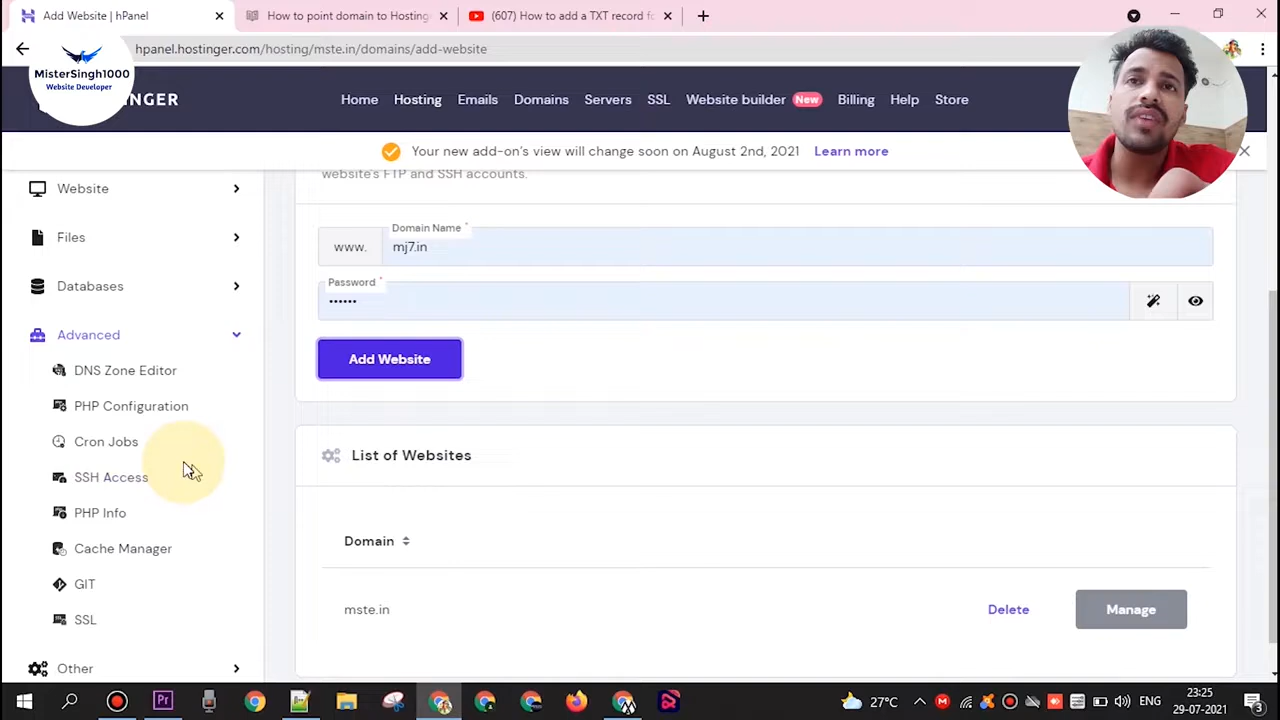 Add Website | hPanel
How to point domain to Hosting
(607) How to add a TXT record fo
hpanel.hostinger.com/hosting/mste.in/domains/add-website
MisterSingh1000
Website Developer
INGER
Home Hosting Emails Domains Servers SSL Website builder New Billing Help Store
Your new add-on's view will change soon on August 2nd, 2021 Learn more
website's FTP and SSH accounts.
Website
Files
Databases
Advanced
DNS Zone Editor
PHP Configuration
Cron Jobs
SSH Access
PHP Info
Cache Manager
GIT
SSL
Other
Domain Name *
www. mj7.in
Password *
••••••
Add Website
List of Websites
Domain
mste.in Delete Manage
27°C
ENG
23:25
29-07-2021
3